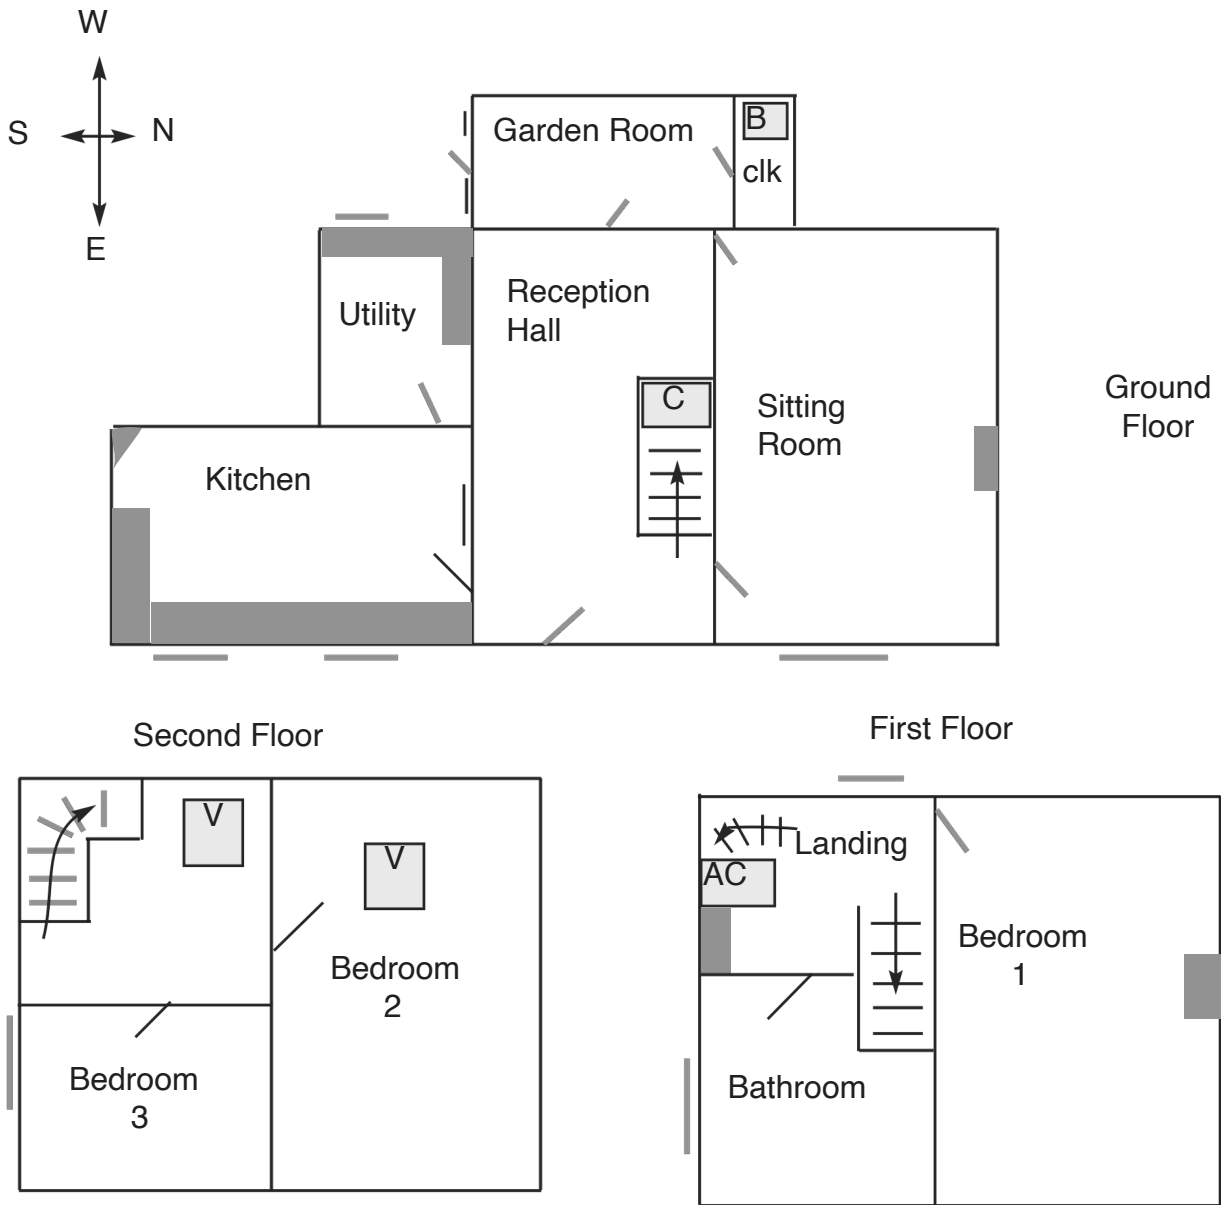 W
S
N
E
Garden Room
B
clk
Utility
Reception
Hall
C
Sitting
Room
Ground
Floor
Kitchen
Second Floor
First Floor
V
V
Bedroom
2
Bedroom
3
Landing
AC
Bedroom
1
Bathroom